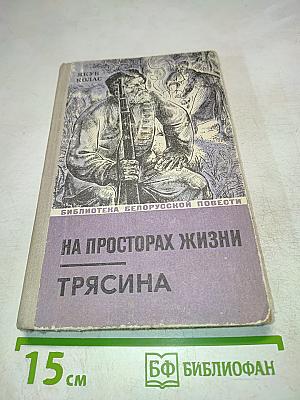 ЯКУБ
КОЛАС
БИБЛИОТЕКА БЕЛОРУССКОЙ ПОВЕСТИ
НА ПРОСТОРАХ ЖИЗНИ
ТРЯСИНА
15 см
БФ БИБЛИОФАН